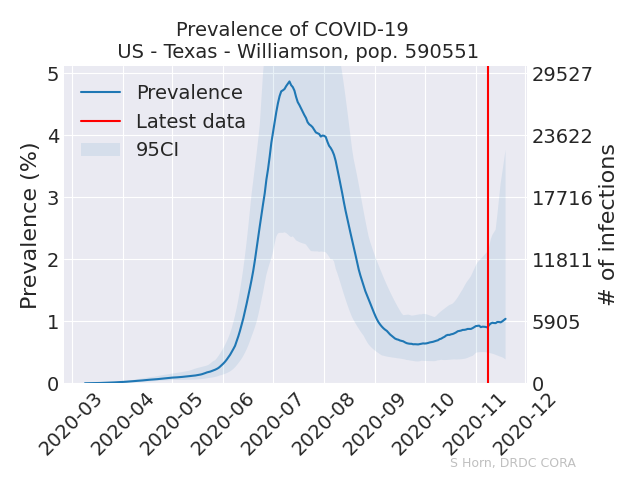 Prevalence of COVID-19
US - Texas - Williamson, pop. 590551
Prevalence
Latest data
95CI
Prevalence (%)
5
4
3
2
1
0
29527
23622
17716
11811
5905
0
# of infections
2020-03
2020-04
2020-05
2020-06
2020-07
2020-08
2020-09
2020-10
2020-11
2020-12
S Horn, DRDC CORA